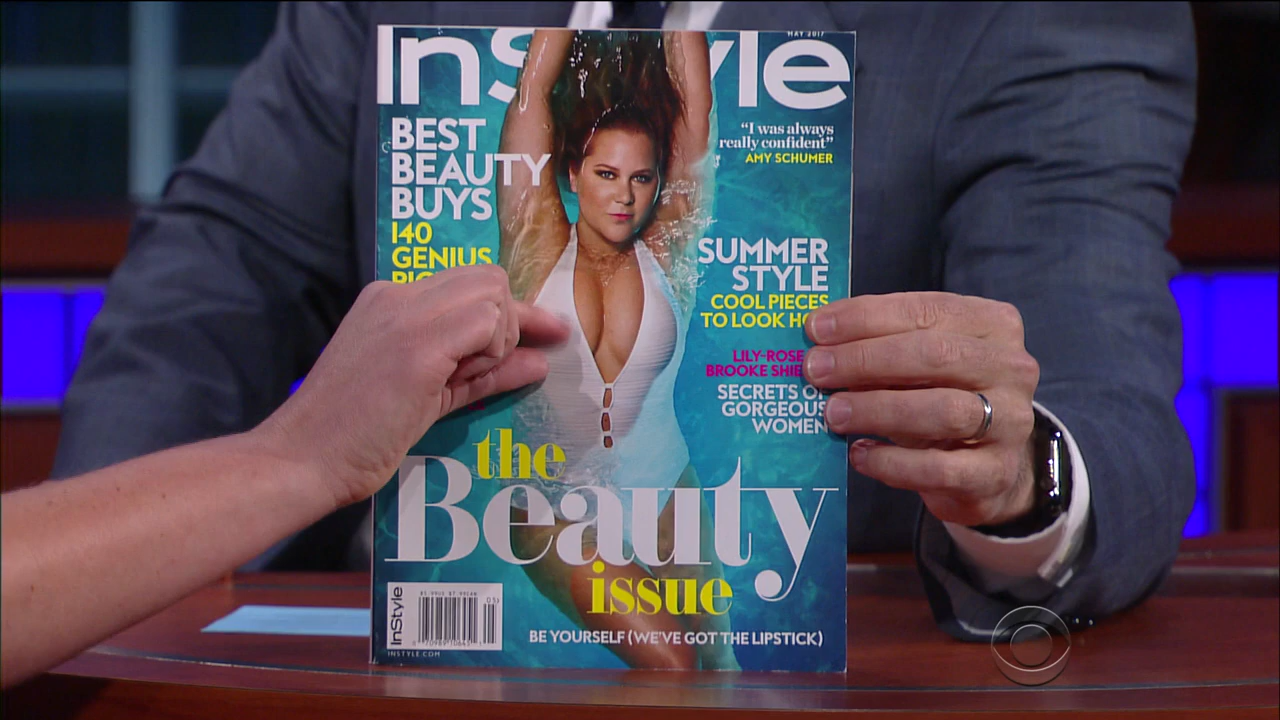 InStyle
MAY 2017
BEST
BEAUTY
BUYS
140
GENIUS
"I was always
really confident"
AMY SCHUMER
SUMMER
STYLE
COOL PIECES
TO LOOK
LILY-ROSE
BROOKE
SECRETS OF
GORGEOUS
WOMEN
the
Beauty
issue
BE YOURSELF (WE'VE GOT THE LIPSTICK)
InStyle
INSTYLE.COM